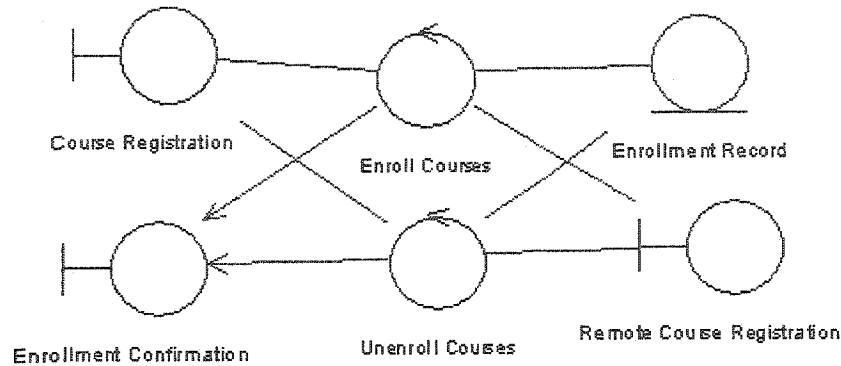 Course Registration
Enroll Courses
Enrollment Record
Enrollment Confirmation
Unenroll Courses
Remote Course Registration